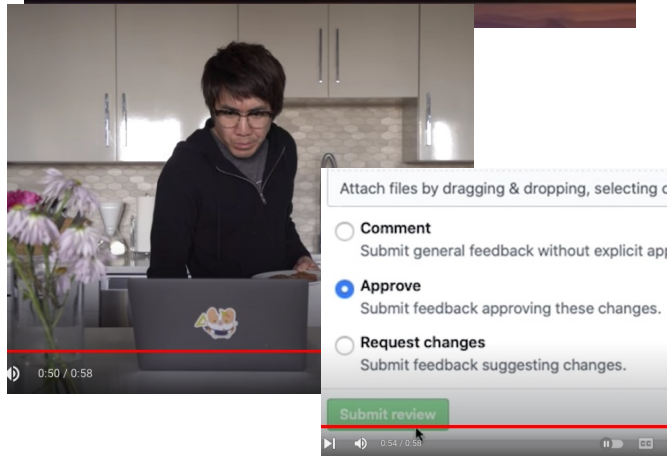 0:50 / 0:58
Attach files by dragging & dropping, selecting
Comment
Submit general feedback without explicit
Approve
Submit feedback approving these changes.
Request changes
Submit feedback suggesting changes.
Submit review
0:54 / 0:58
CC